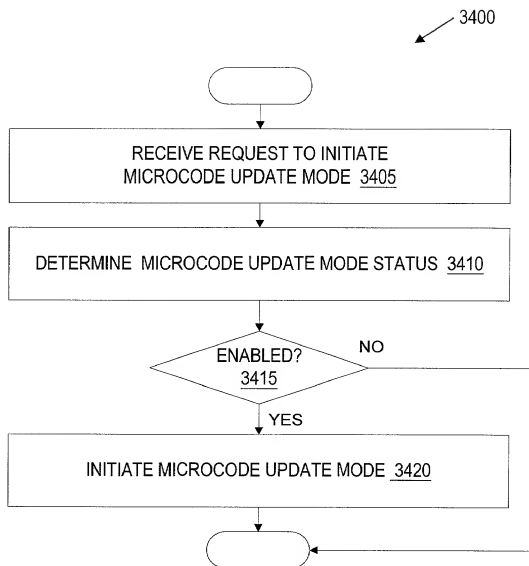 3400
RECEIVE REQUEST TO INITIATE
MICROCODE UPDATE MODE 3405
DETERMINE MICROCODE UPDATE MODE STATUS 3410
ENABLED?
3415
NO
YES
INITIATE MICROCODE UPDATE MODE 3420